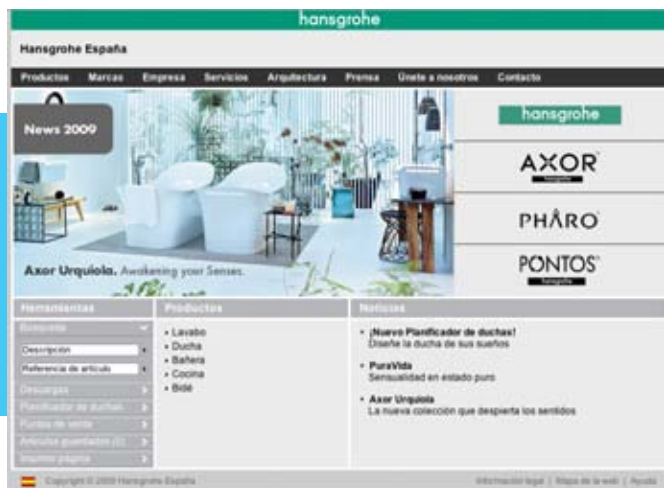 hansgrohe
Hansgrohe España
Productos Marcas Empresa Servicios Arquitectura Prensa Únete a nosotros Contacto
News 2009
Axor Urquiola. Awakening your Senses.
hansgrohe
AXOR
hansgrohe
PHÂRO
PONTOS
hansgrohe
Herramientas
Búsqueda
Descripción
Referencia de artículo
Descargas
Planificador de duchas
Puntos de venta
Artículos guardados (0)
Imprimir página
Productos
Lavabo
Ducha
Bañera
Cocina
Bidé
Noticias
¡Nuevo Planificador de duchas!
Diseñe la ducha de sus sueños
PuraVida
Sensualidad en estado puro
Axor Urquiola
La nueva colección que despierta los sentidos
Copyright © 2009 Hansgrohe España
Información legal | Mapa de la web | Ayuda